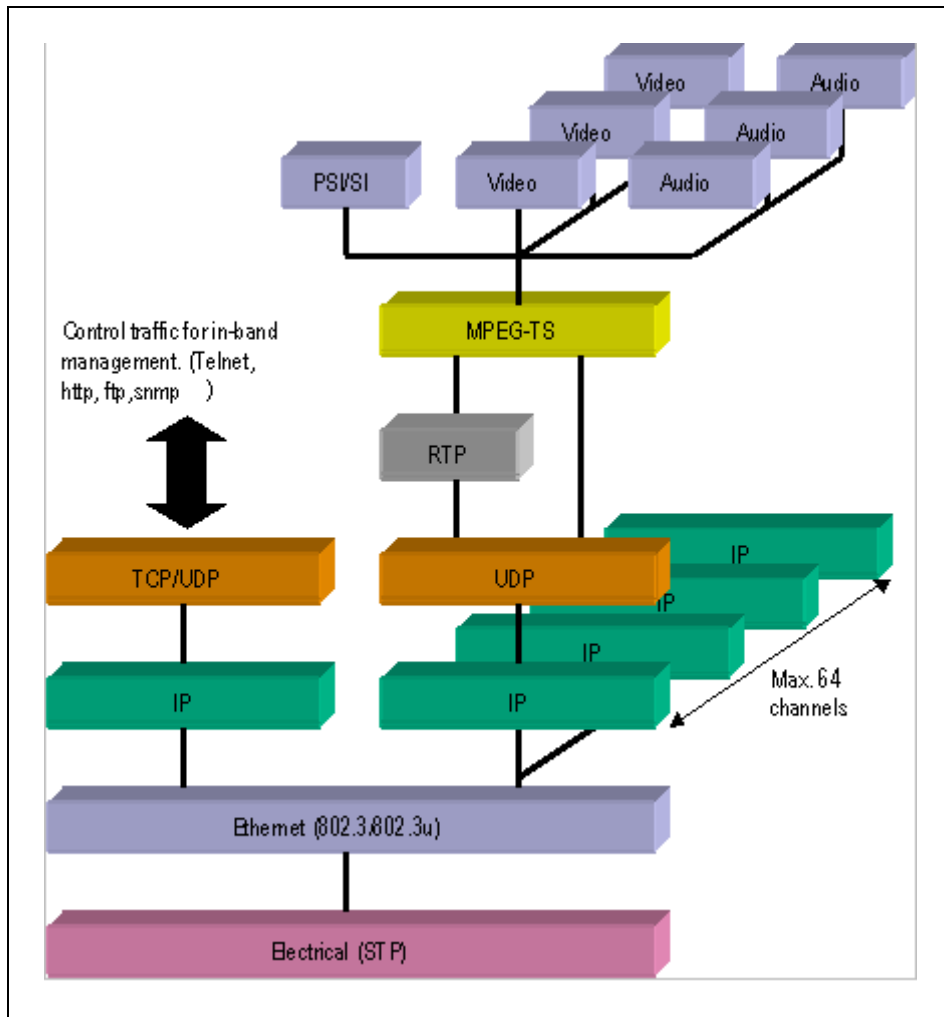 Video
Audio
Video
Audio
PSI/SI
Video
Audio
MPEG-TS
Control traffic for in-band
management. (Telnet,
http, ftp,snmp )
RTP
TCP/UDP
UDP
IP
IP
IP
IP
IP
Max. 64
channels
Ethernet (802.3/802.3u)
Electrical (STP)